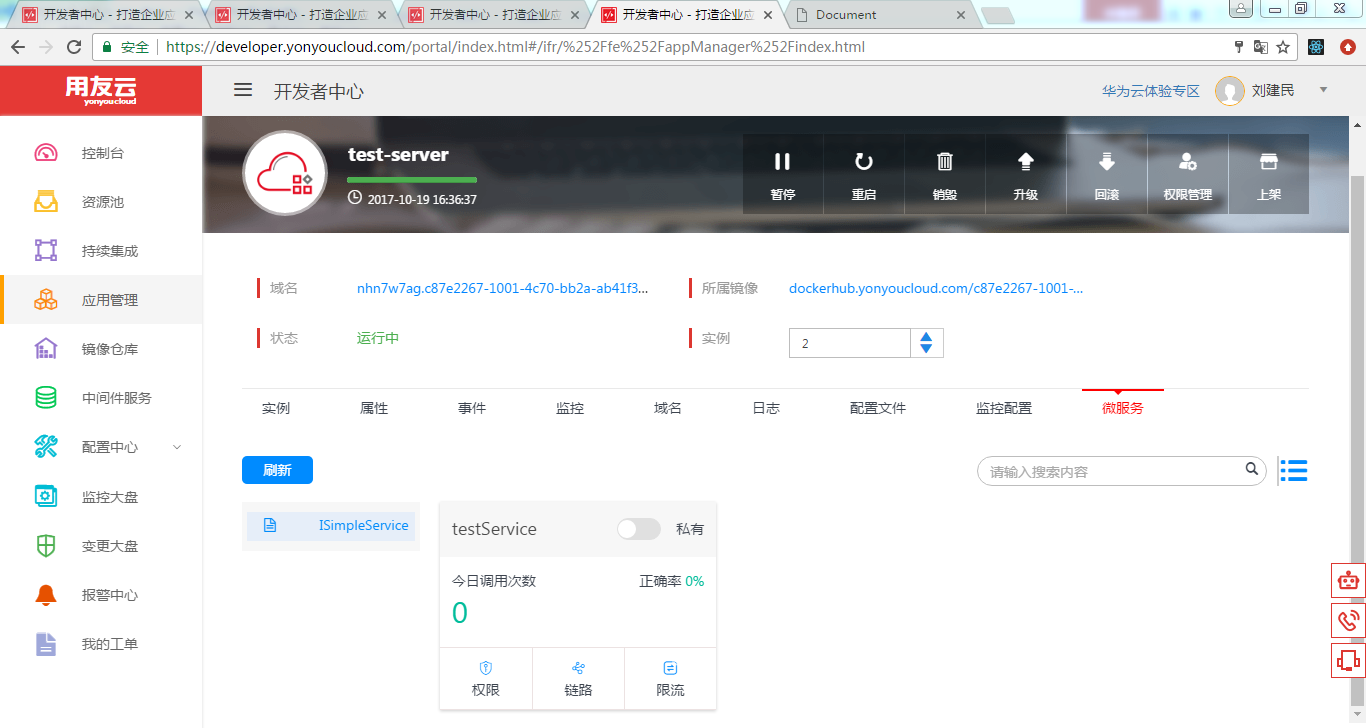 开发者中心 - 打造企业应
开发者中心 - 打造企业应
开发者中心 - 打造企业应
开发者中心 - 打造企业应
Document
安全 https://developer.yonyoucloud.com/portal/index.html#/ifr/%252Ffe%252FappManager%252Findex.html
用友云
yonyoucloud
开发者中心
华为云体验专区
刘建民
控制台
资源池
持续集成
应用管理
镜像仓库
中间件服务
配置中心
监控大盘
变更大盘
报警中心
我的工单
test-server
2017-10-19 16:36:37
暂停
重启
销毁
升级
回滚
权限管理
上架
域名 nhn7w7ag.c87e2267-1001-4c70-bb2a-ab41f3...
所属镜像 dockerhub.yonyoucloud.com/c87e2267-1001-...
状态 运行中
实例 2
实例 属性 事件 监控 域名 日志 配置文件 监控配置 微服务
刷新
请输入搜索内容
ISimpleService
testService 私有
今日调用次数 正确率 0%
0
权限 链路 限流